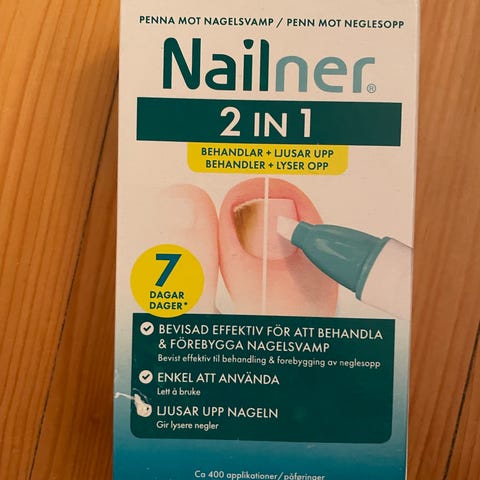 PENNA MOT NAGELSVAMP / PENN MOT NEGLESOPP
Nailner®
2 IN 1
BEHANDLAR + LJUSAR UPP
BEHANDLER + LYSER OPP
7
DAGAR
DAGER*
BEVISAD EFFEKTIV FÖR ATT BEHANDLA
& FÖREBYGGA NAGELSVAMP
Bevist effektiv til behandling & forebygging av neglesopp
ENKEL ATT ANVÄNDA
Lett å bruke
LJUSAR UPP NAGELN
Gir lysere negler
Ca 400 applikationer/påføringer